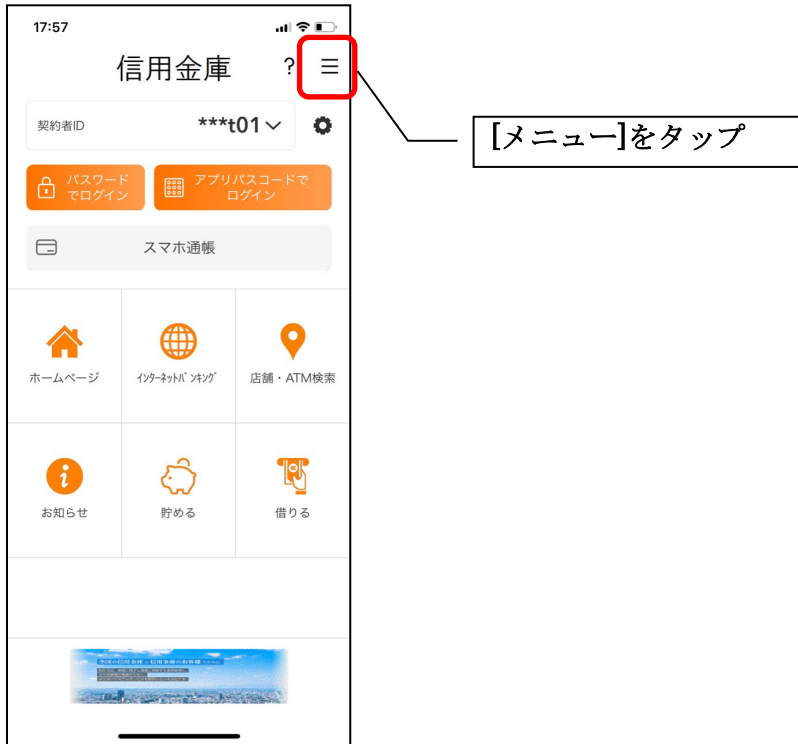 17:57
信用金庫
?
[メニュー]をタップ
契約者ID
***t01
パスワード
でログイン
アプリパスコードで
ログイン
スマホ通帳
ホームページ
ｲﾝﾀｰﾈｯﾄﾊﾞﾝｷﾝｸﾞ
店舗・ATM検索
お知らせ
貯める
借りる